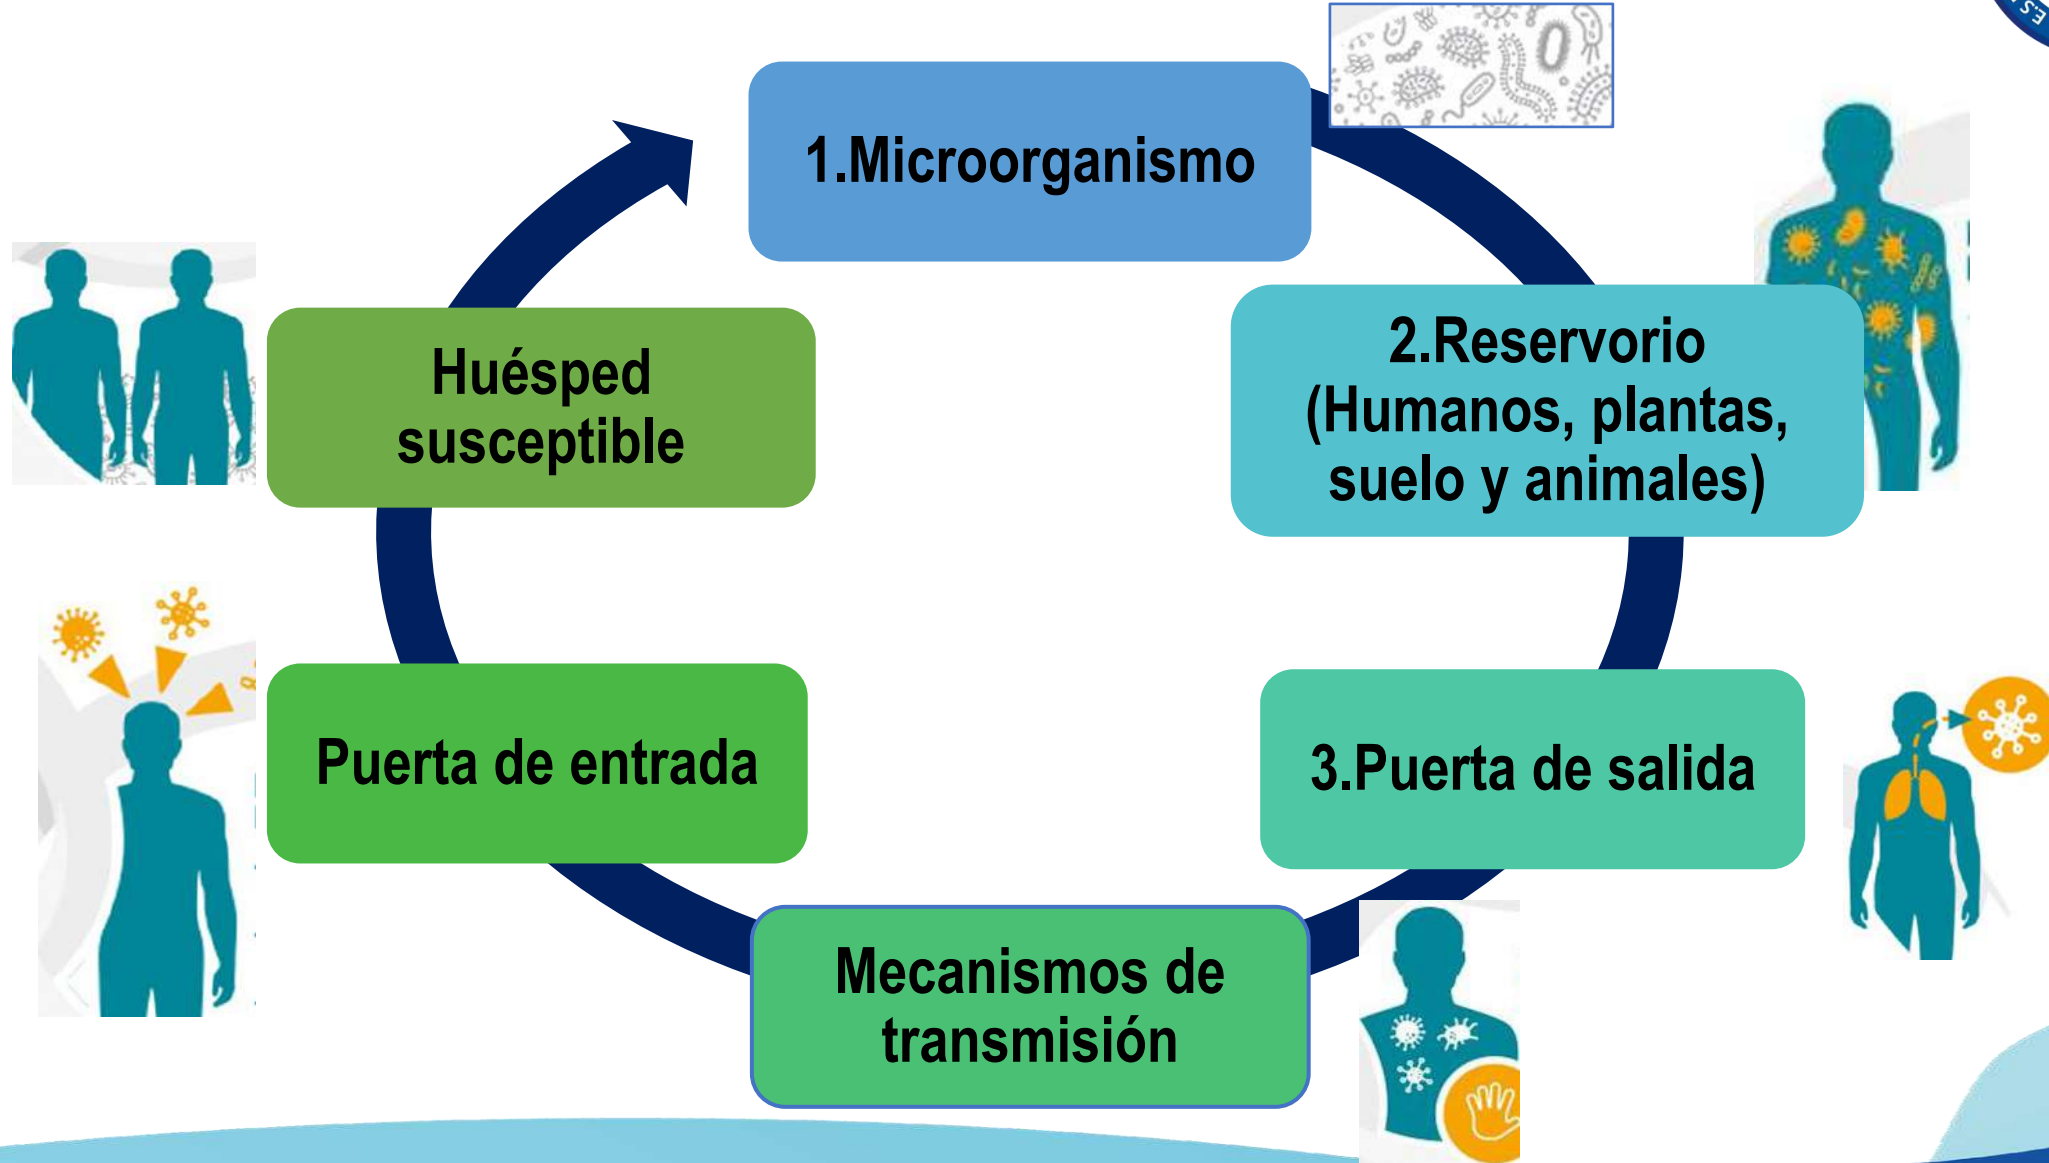 1.Microorganismo
2.Reservorio
(Humanos, plantas,
suelo y animales)
3.Puerta de salida
Mecanismos de
transmisión
Puerta de entrada
Huésped
susceptible
E.S